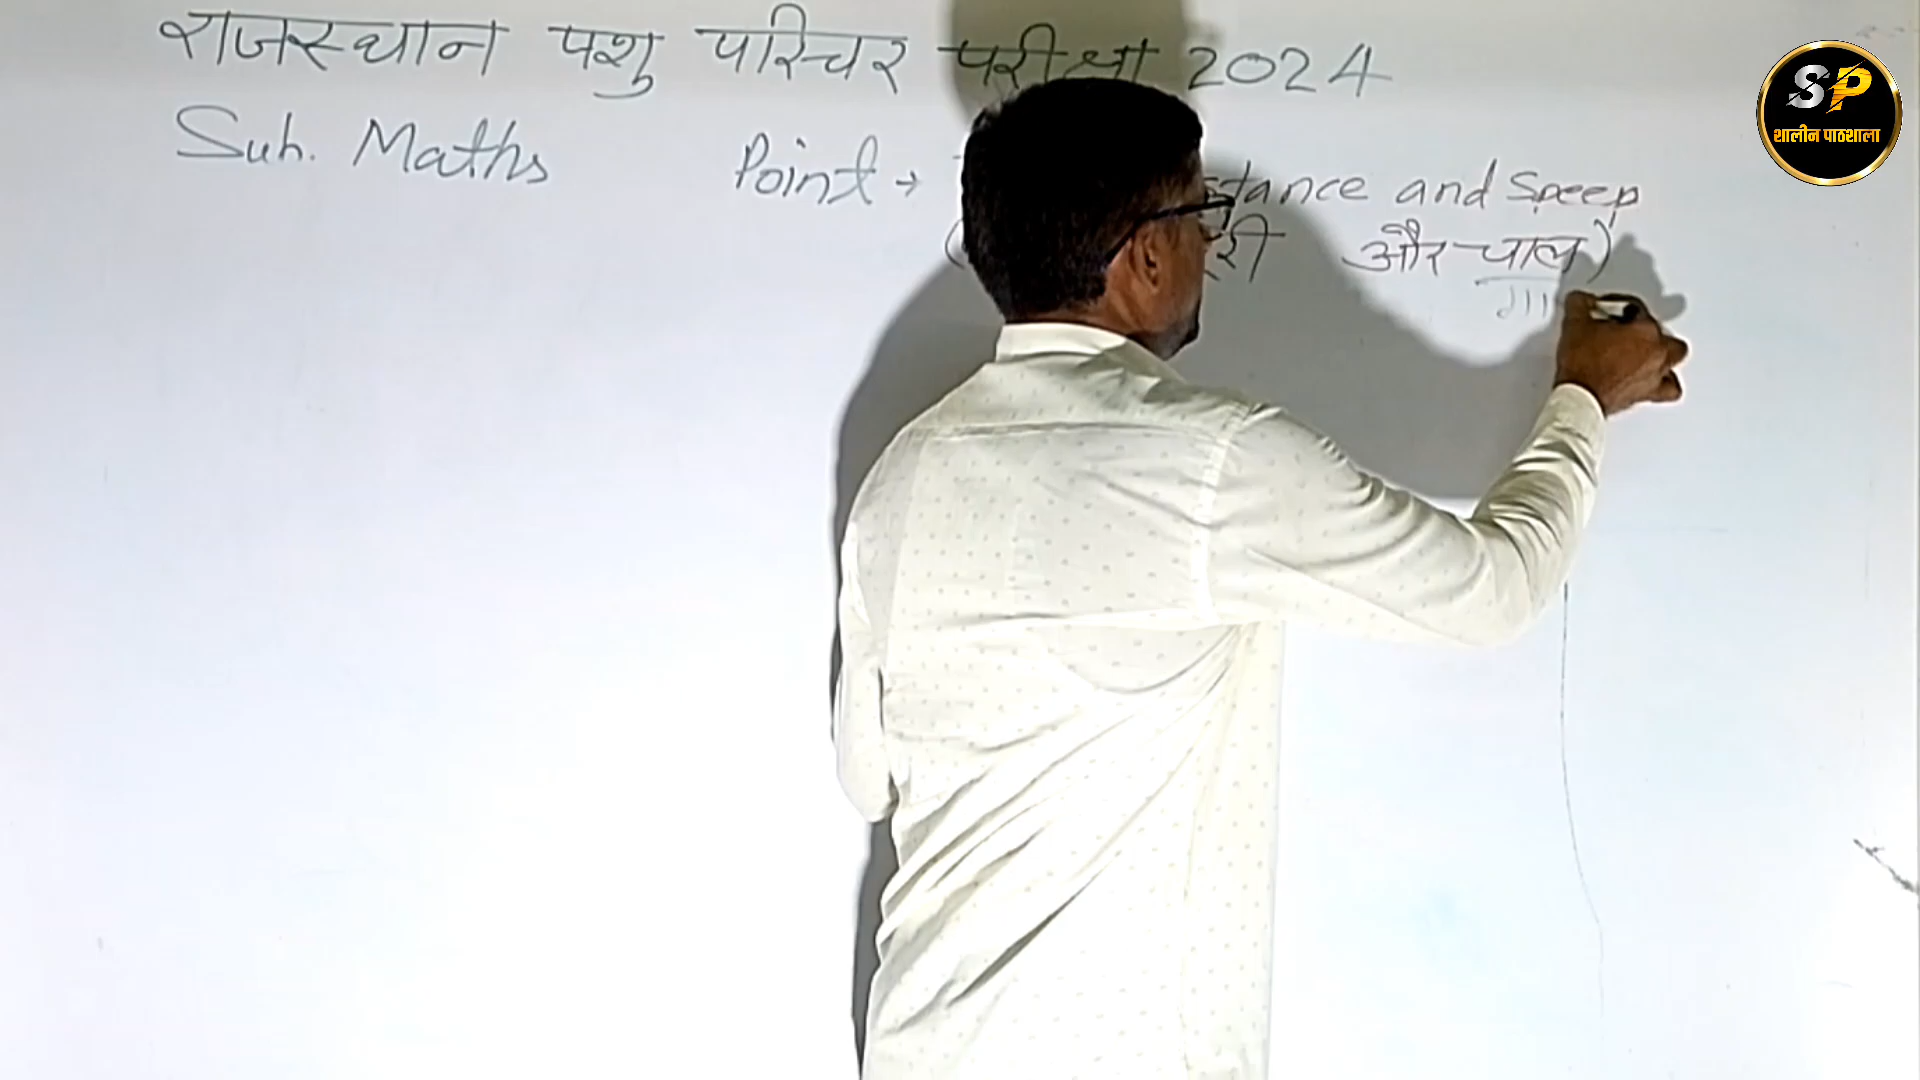 राजस्थान पशु परिचर परीक्षा 2024
Sub. Maths
Point → stance and Speep
री और चाल)
SP
शालीन पाठशाला